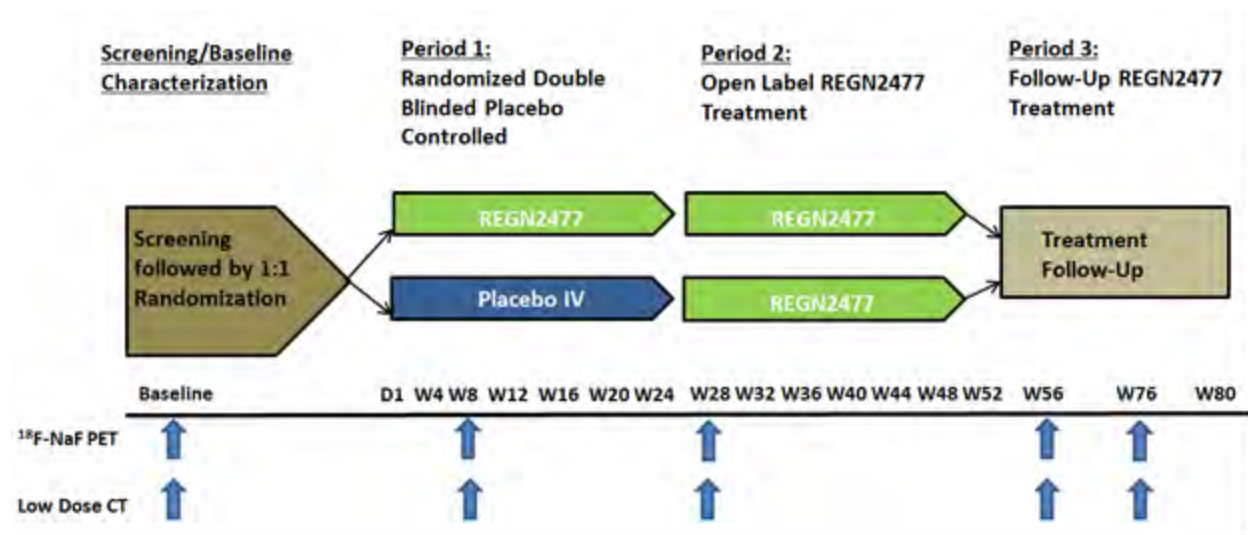 Screening/Baseline
Characterization
Period 1:
Randomized Double
Blinded Placebo
Controlled
Period 2:
Open Label REGN2477
Treatment
Period 3:
Follow-Up REGN2477
Treatment
Screening
followed by 1:1
Randomization
REGN2477
REGN2477
Placebo IV
REGN2477
Treatment
Follow-Up
Baseline D1 W4 W8 W12 W16 W20 W24 W28 W32 W36 W40 W44 W48 W52 W56 W76 W80
¹⁸F-NaF PET
Low Dose CT